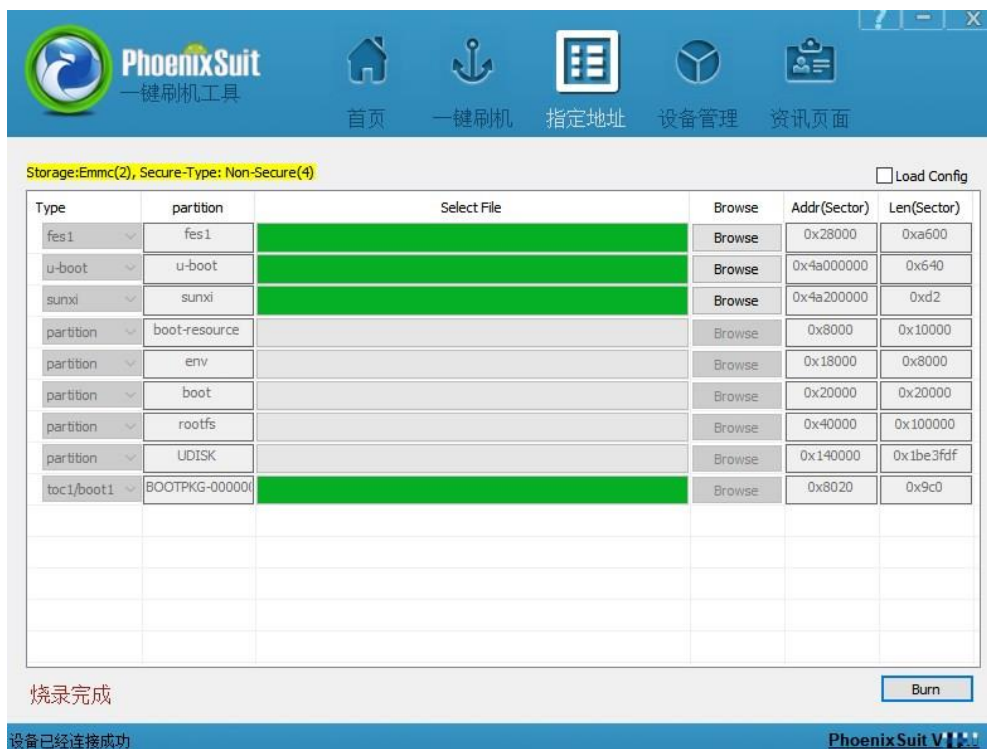 ? — X
PhoenixSuit
一键刷机工具
首页 一键刷机 指定地址 设备管理 资讯页面
Storage:Emmc(2), Secure-Type: Non-Secure(4)
Load Config
Type partition Select File Browse Addr(Sector) Len(Sector)
fes1 fes1 Browse 0x28000 0xa600
u-boot u-boot Browse 0x4a000000 0x640
sunxi sunxi Browse 0x4a200000 0xd2
partition boot-resource Browse 0x8000 0x10000
partition env Browse 0x18000 0x8000
partition boot Browse 0x20000 0x20000
partition rootfs Browse 0x40000 0x100000
partition UDISK Browse 0x140000 0x1be3fdf
toc1/boot1 BOOTPKG-00000( Browse 0x8020 0x9c0
烧录完成 Burn
设备已经连接成功 PhoenixSuit